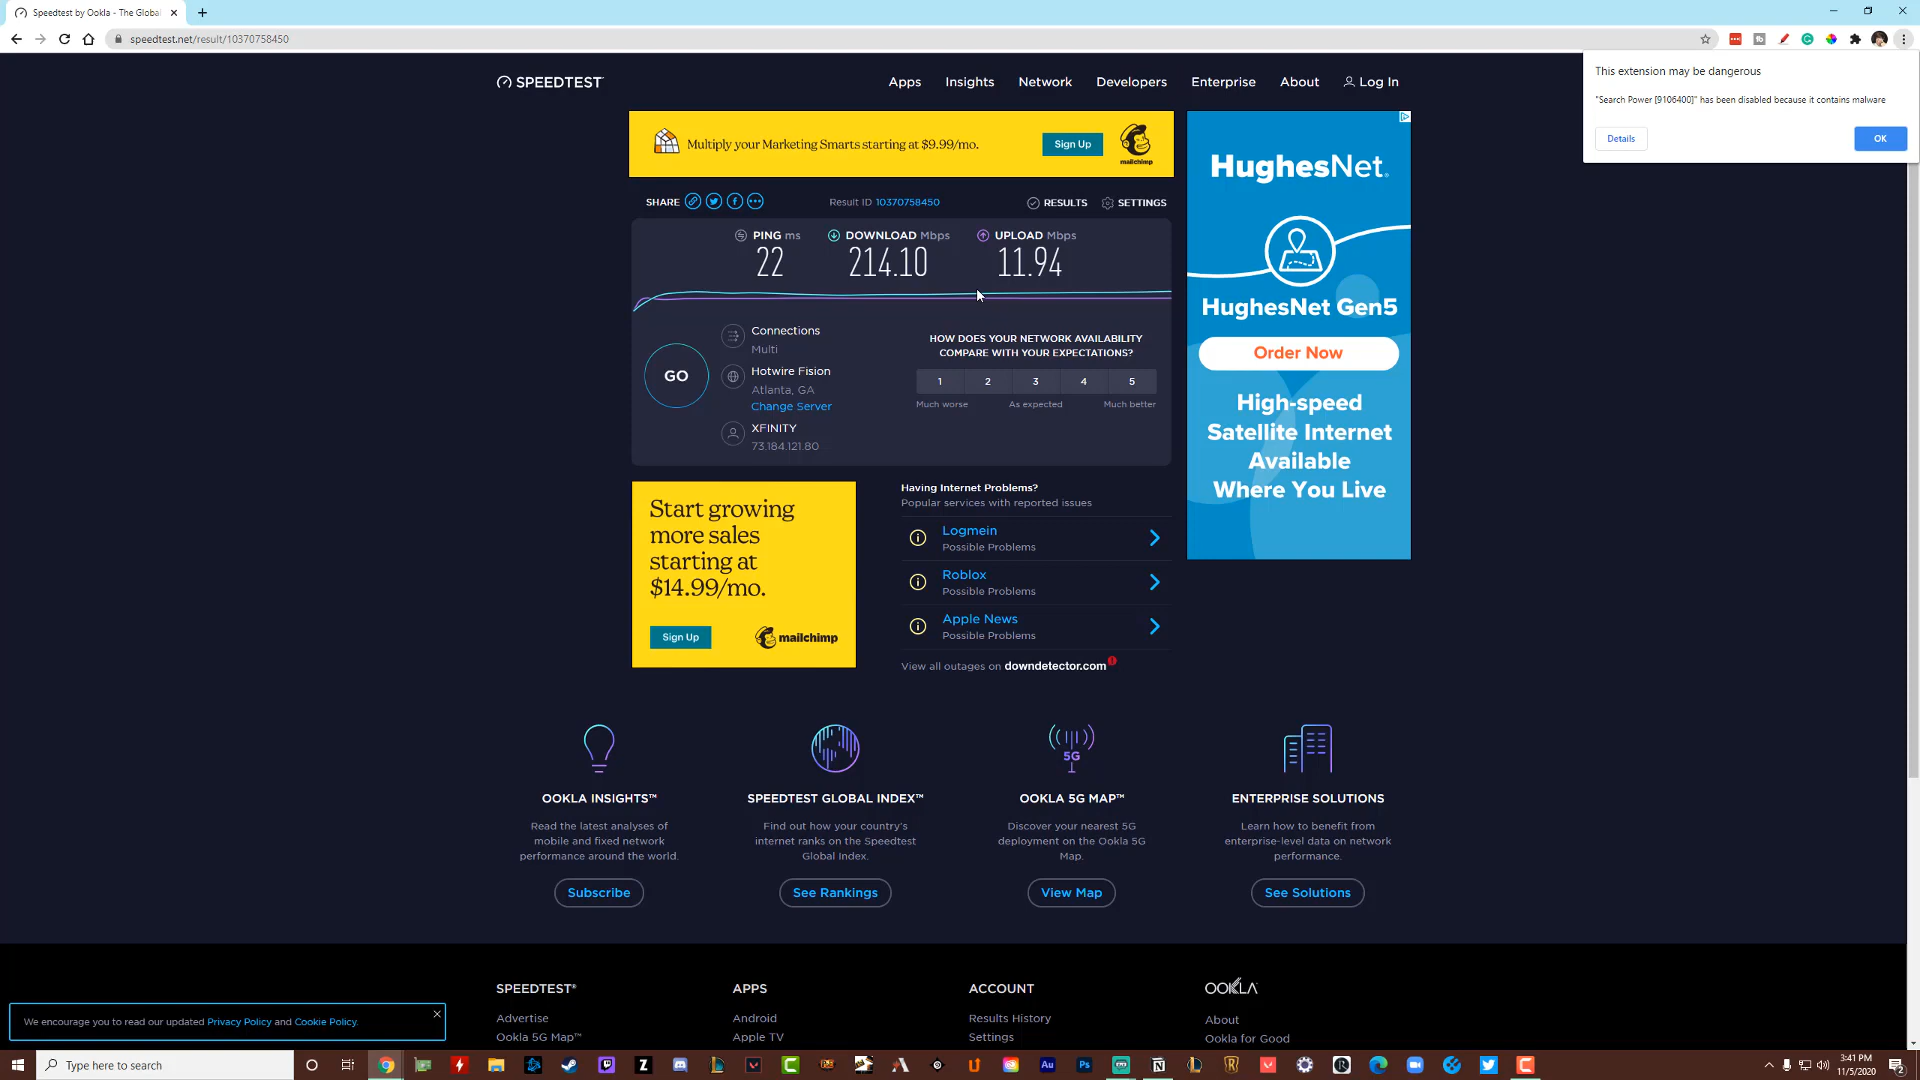 Speedtest by Ookla - The Global
speedtest.net/result/10370758450
This extension may be dangerous
"Search Power [9106400]" has been disabled because it contains malware
Details
OK
SPEEDTEST
Apps
Insights
Network
Developers
Enterprise
About
Log In
Multiply your Marketing Smarts starting at $9.99/mo.
Sign Up
mailchimp
SHARE
Result ID 10370758450
RESULTS
SETTINGS
PING ms
22
DOWNLOAD Mbps
214.10
UPLOAD Mbps
11.94
GO
Connections
Multi
Hotwire Fision
Atlanta, GA
Change Server
XFINITY
73.184.121.80
HOW DOES YOUR NETWORK AVAILABILITY
COMPARE WITH YOUR EXPECTATIONS?
1 2 3 4 5
Much worse As expected Much better
HughesNet.
HughesNet Gen5
Order Now
High-speed
Satellite Internet
Available
Where You Live
Start growing
more sales
starting at
$14.99/mo.
Sign Up
mailchimp
Having Internet Problems?
Popular services with reported issues
Logmein
Possible Problems
Roblox
Possible Problems
Apple News
Possible Problems
View all outages on downdetector.com
5G
OOKLA INSIGHTS™
Read the latest analyses of
mobile and fixed network
performance around the world.
Subscribe
SPEEDTEST GLOBAL INDEX™
Find out how your country's
internet ranks on the Speedtest
Global Index.
See Rankings
OOKLA 5G MAP™
Discover your nearest 5G
deployment on the Ookla 5G
Map.
View Map
ENTERPRISE SOLUTIONS
Learn how to benefit from
enterprise-level data on network
performance.
See Solutions
SPEEDTEST®
Advertise
Ookla 5G Map™
APPS
Android
Apple TV
ACCOUNT
Results History
Settings
OOKLA
About
Ookla for Good
We encourage you to read our updated Privacy Policy and Cookie Policy.
Type here to search
Au
Ps
3:41 PM
11/5/2020
2